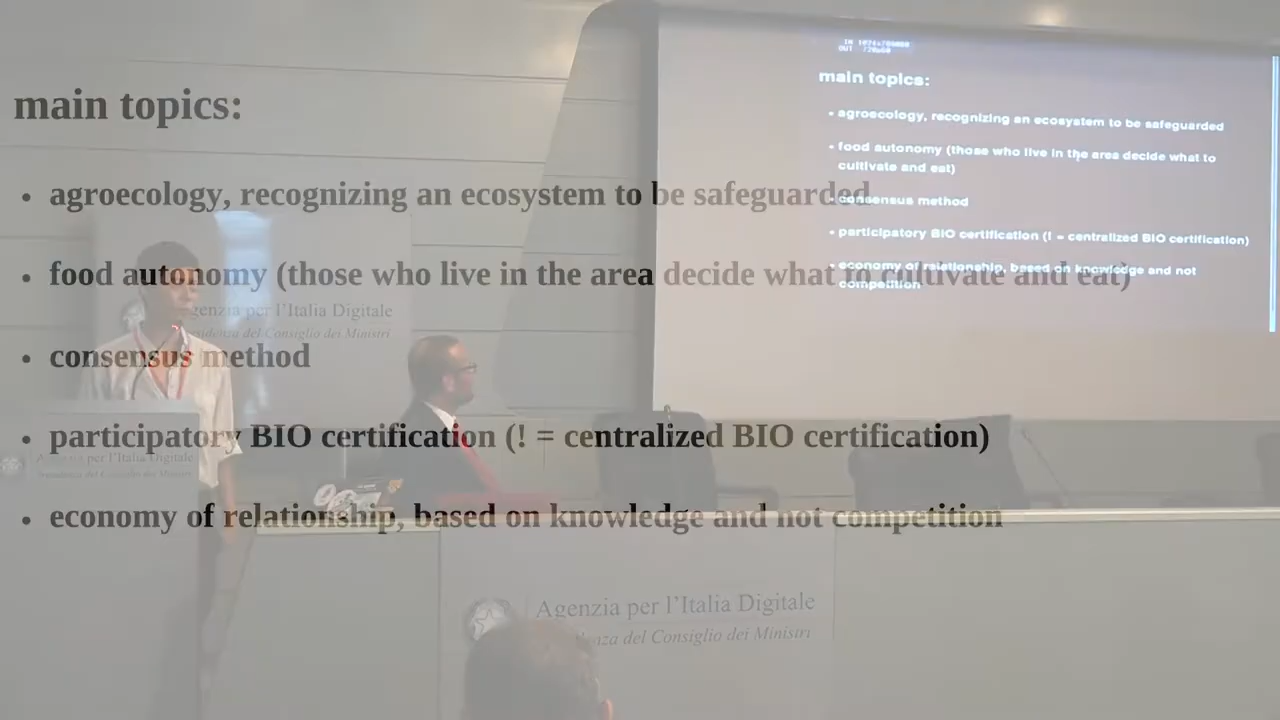 main topics:
• agroecology, recognizing an ecosystem to be safeguarded
• food autonomy (those who live in the area decide what to cultivate and eat)
• consensus method
• participatory BIO certification (! = centralized BIO certification)
• economy of relationship, based on knowledge and not competition
main topics:
• agroecology, recognizing an ecosystem to be safeguarded
• food autonomy (those who live in the area decide what to
cultivate and eat)
• consensus method
• participatory BIO certification (! = centralized BIO certification)
• economy of relationship, based on knowledge and not
competition
genzia per l'Italia Digitale
del Consiglio dei Ministri
Agenzia per l'Italia Digitale
Agenzia per l'Italia Digitale
del Consiglio dei Ministri